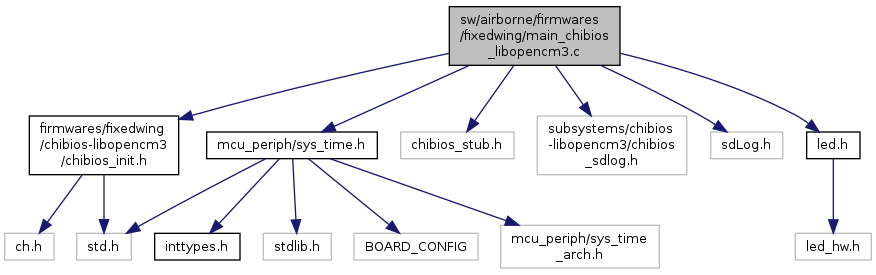 sw/airborne/firmwares
/fixedwing/main_chibios
_libopencm3.c
firmwares/fixedwing
/chibios-libopencm3
/chibios_init.h
mcu_periph/sys_time.h
chibios_stub.h
subsystems/chibios
-libopencm3/chibios
_sdlog.h
sdLog.h
led.h
ch.h
std.h
inttypes.h
stdlib.h
BOARD_CONFIG
mcu_periph/sys_time
_arch.h
led_hw.h